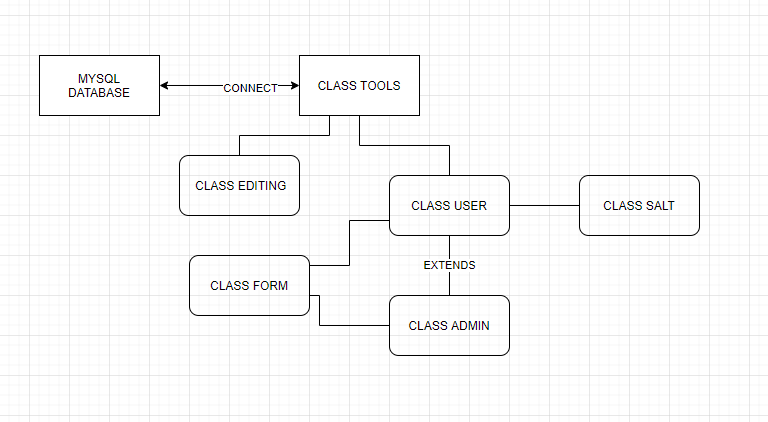 MYSQL
DATABASE
CONNECT
CLASS TOOLS
CLASS EDITING
CLASS USER
CLASS SALT
EXTENDS
CLASS FORM
CLASS ADMIN